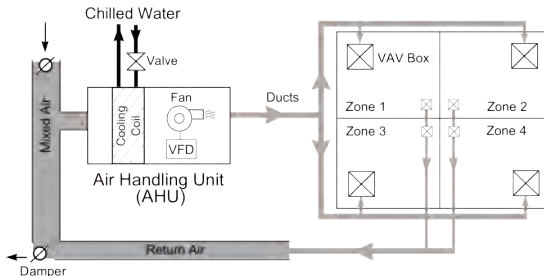 Chilled Water
Valve
VAV Box
Fan
Ducts
Mixed Air
Cooling
Coil
VFD
Zone 1
Zone 2
Zone 3
Zone 4
Air Handling Unit
(AHU)
Return Air
Damper